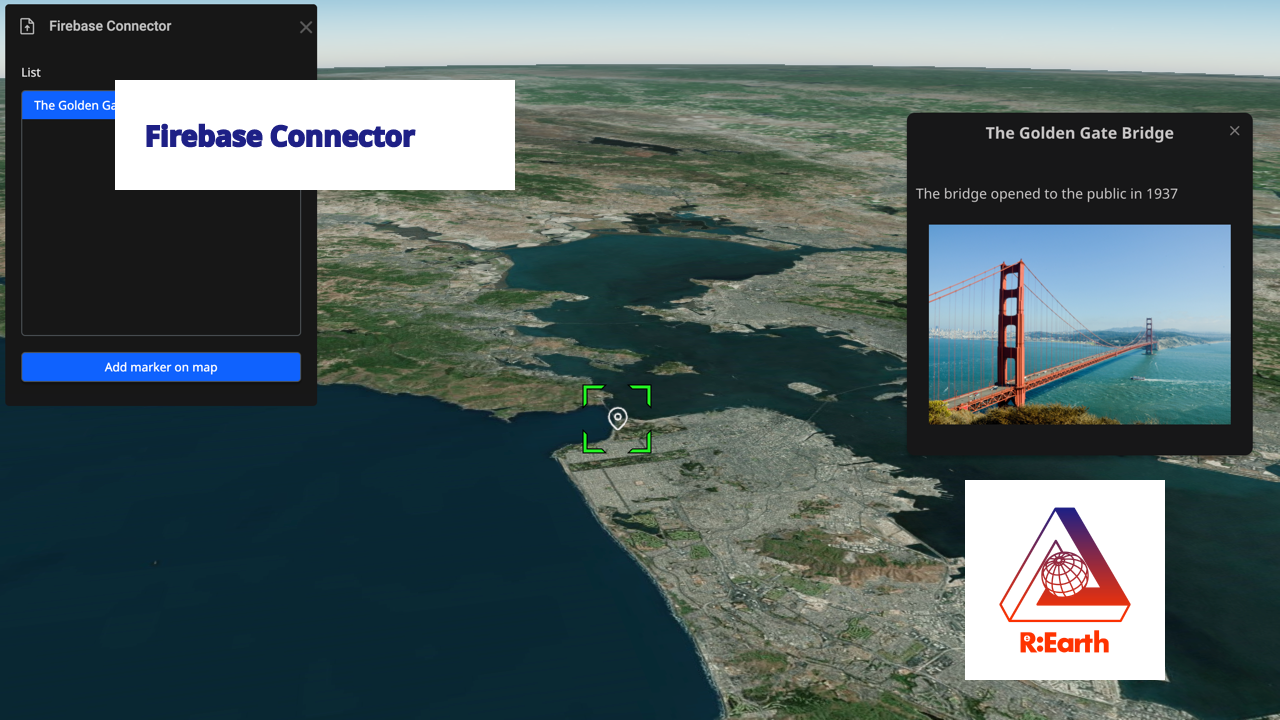 Firebase Connector
List
The Golden
Firebase Connector
Add marker on map
The Golden Gate Bridge
The bridge opened to the public in 1937
Re:Earth